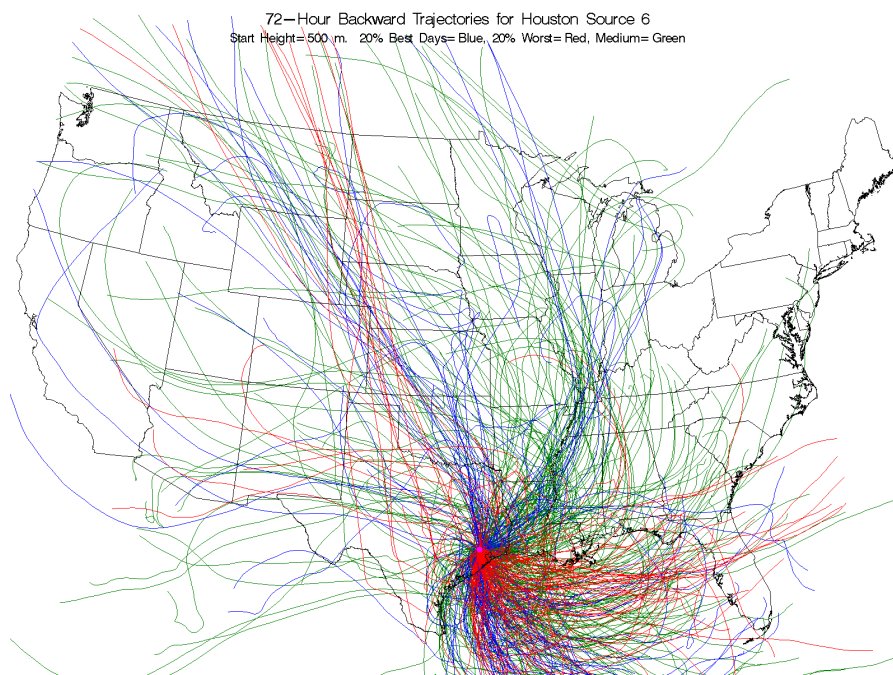 72-Hour Backward Trajectories for Houston Source 6
Start Height= 500 m. 20% Best Days= Blue, 20% Worst= Red, Medium= Green